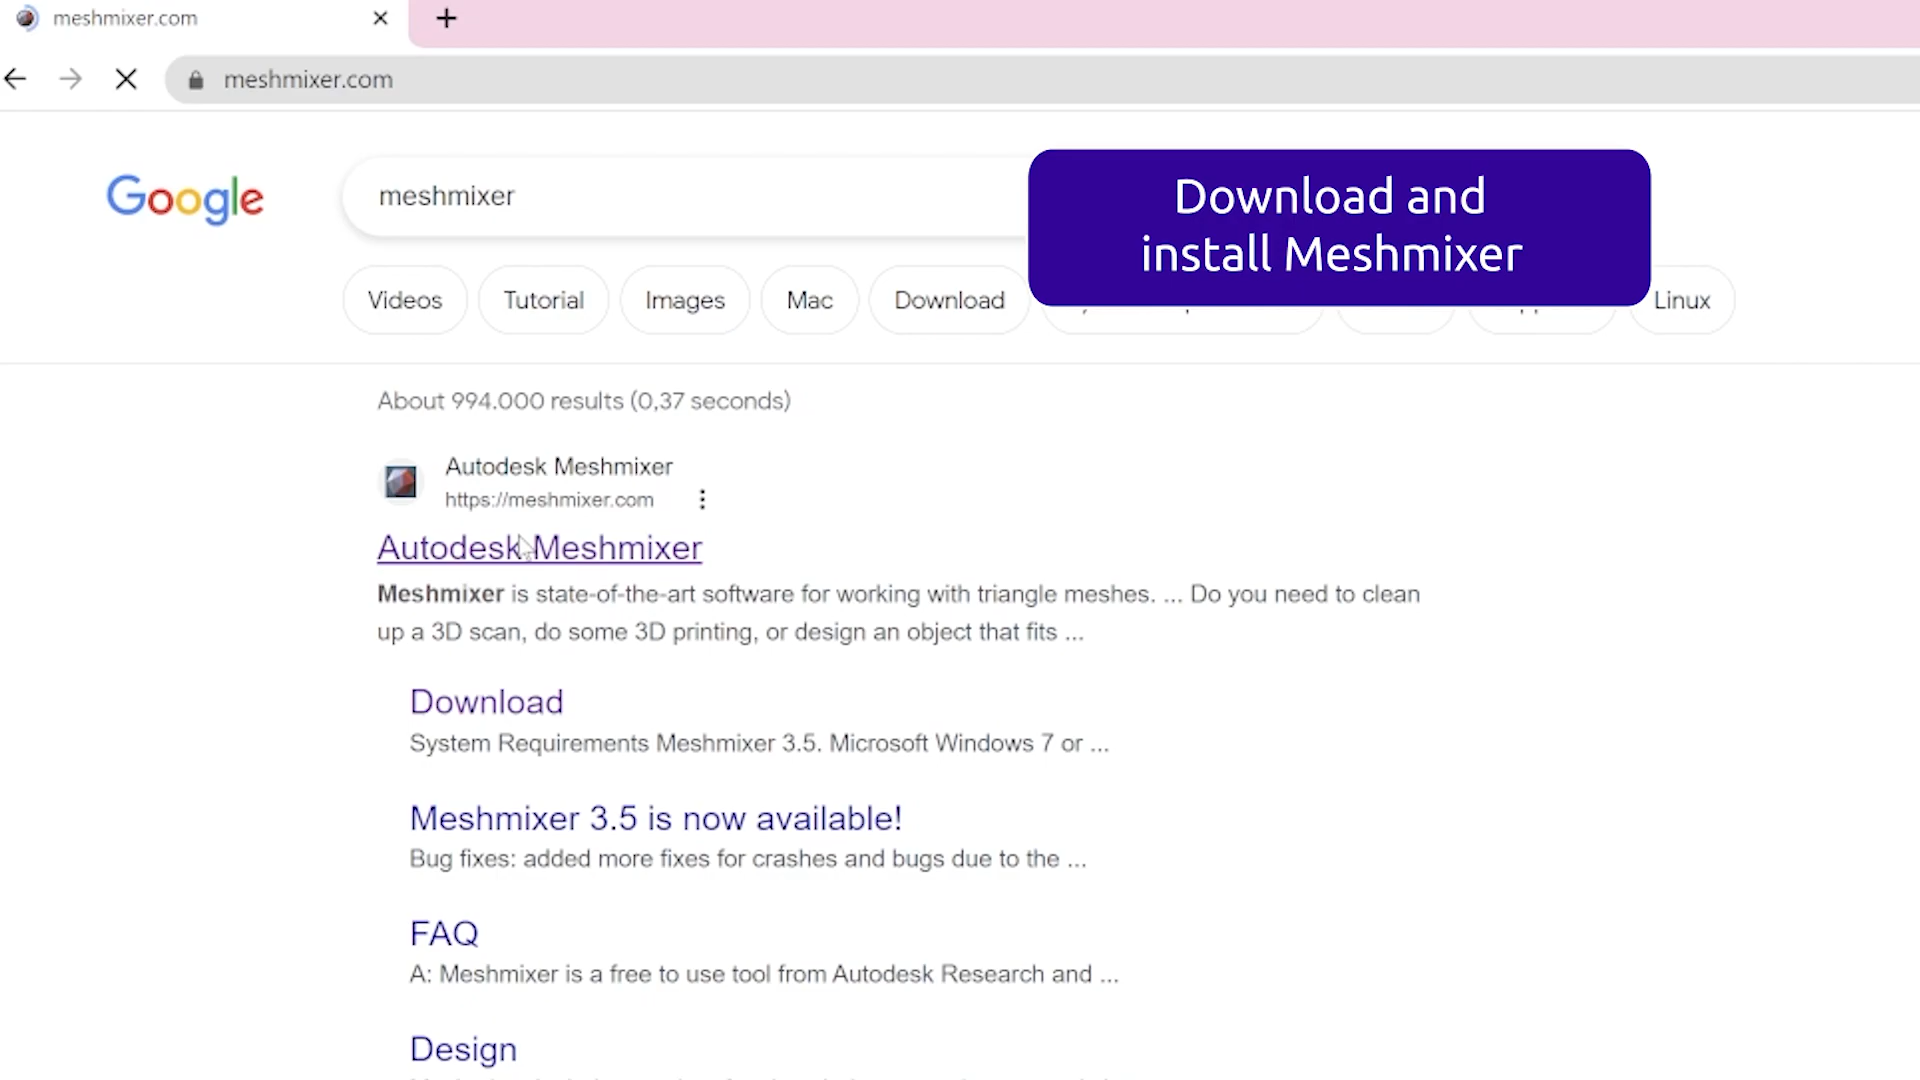 meshmixer.com
meshmixer.com
Google
meshmixer
Download and
install Meshmixer
Videos Tutorial Images Mac Download Linux
About 994.000 results (0,37 seconds)
Autodesk Meshmixer
https://meshmixer.com
Autodesk Meshmixer
Meshmixer is state-of-the-art software for working with triangle meshes. ... Do you need to clean
up a 3D scan, do some 3D printing, or design an object that fits ...
Download
System Requirements Meshmixer 3.5. Microsoft Windows 7 or ...
Meshmixer 3.5 is now available!
Bug fixes: added more fixes for crashes and bugs due to the ...
FAQ
A: Meshmixer is a free to use tool from Autodesk Research and ...
Design